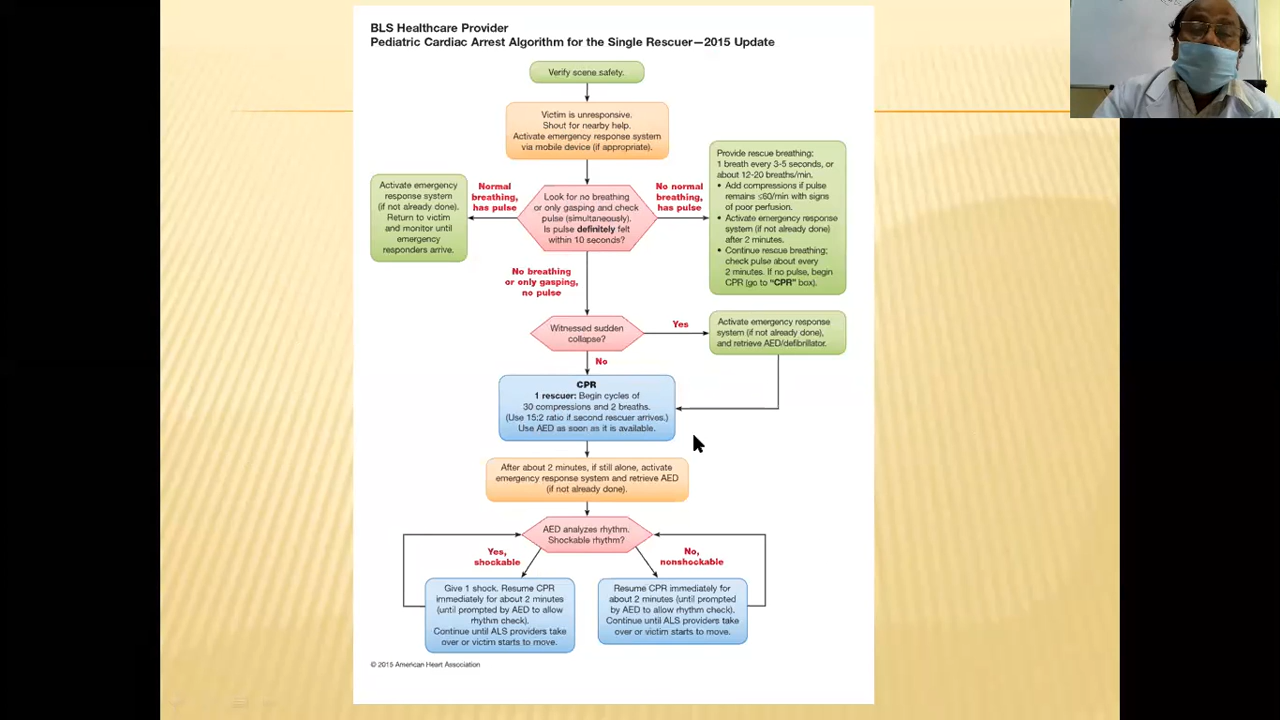 BLS Healthcare Provider
Pediatric Cardiac Arrest Algorithm for the Single Rescuer—2015 Update
Verify scene safety.
Victim is unresponsive.
Shout for nearby help.
Activate emergency response system
via mobile device (if appropriate).
Look for no breathing
or only gasping and check
pulse (simultaneously).
Is pulse definitely felt
within 10 seconds?
Normal
breathing,
has pulse
Activate emergency
response system
(if not already done).
Return to victim
and monitor until
emergency
responders arrive.
No normal
breathing,
has pulse
Provide rescue breathing:
1 breath every 3-5 seconds, or
about 12-20 breaths/min.
• Add compressions if pulse
remains ≤60/min with signs
of poor perfusion.
• Activate emergency response
system (if not already done)
after 2 minutes.
• Continue rescue breathing;
check pulse about every
2 minutes. If no pulse, begin
CPR (go to "CPR" box).
No breathing
or only gasping,
no pulse
Witnessed sudden
collapse?
Yes
Activate emergency response
system (if not already done),
and retrieve AED/defibrillator.
No
CPR
1 rescuer: Begin cycles of
30 compressions and 2 breaths.
(Use 15:2 ratio if second rescuer arrives.)
Use AED as soon as it is available.
After about 2 minutes, if still alone, activate
emergency response system and retrieve AED
(if not already done).
AED analyzes rhythm.
Shockable rhythm?
Yes,
shockable
No,
nonshockable
Give 1 shock. Resume CPR
immediately for about 2 minutes
(until prompted by AED to allow
rhythm check).
Continue until ALS providers take
over or victim starts to move.
Resume CPR immediately for
about 2 minutes (until prompted
by AED to allow rhythm check).
Continue until ALS providers take
over or victim starts to move.
© 2015 American Heart Association